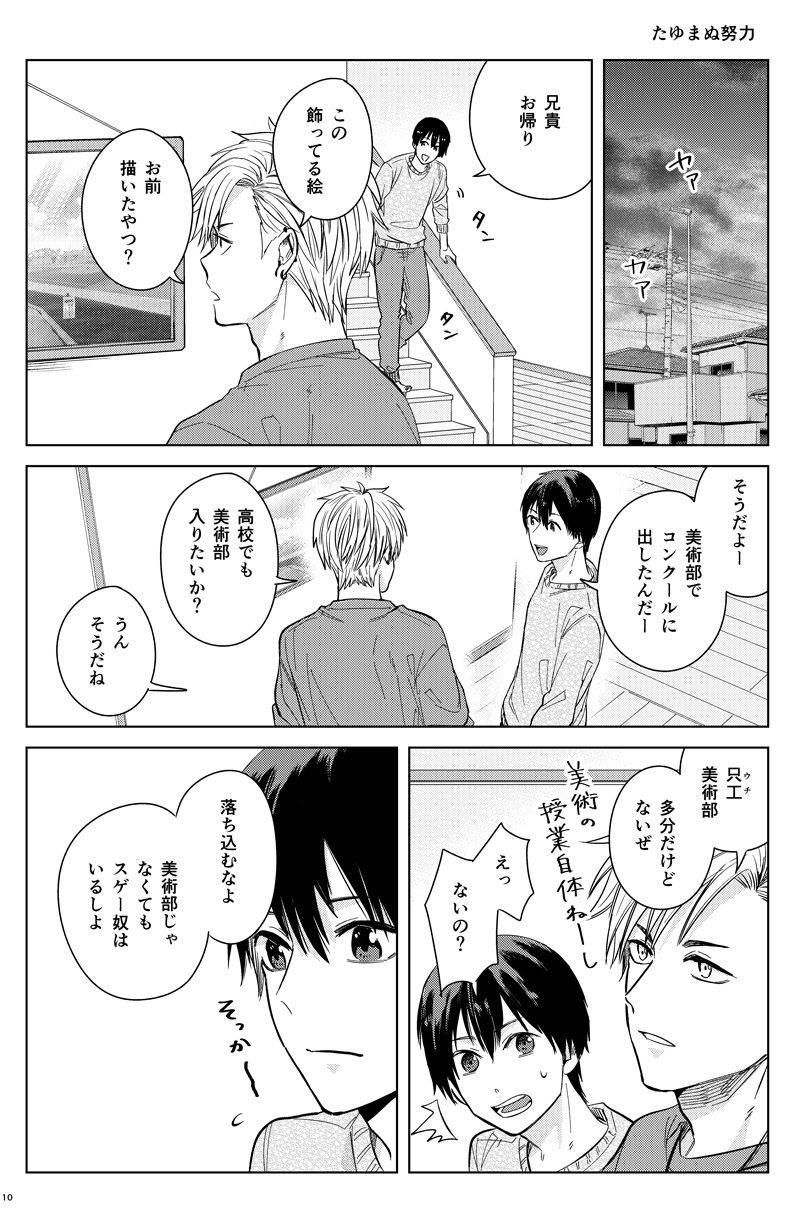 たゆまぬ努力
カァ
カァ
兄貴
お帰り
タン
タン
この
飾ってる絵
お前
描いたやつ？
そうだよー
美術部で
コンクールに
出したんだー
高校でも
美術部
入りたいか？
うん
そうだね
只工
ウチ
美術部
多分だけど
ないぜ
美術の
授業自体ねーし
えっ
ないの？
落ち込むなよ
美術部じゃ
なくても
スゲー奴は
いるしよ
そっかー
10